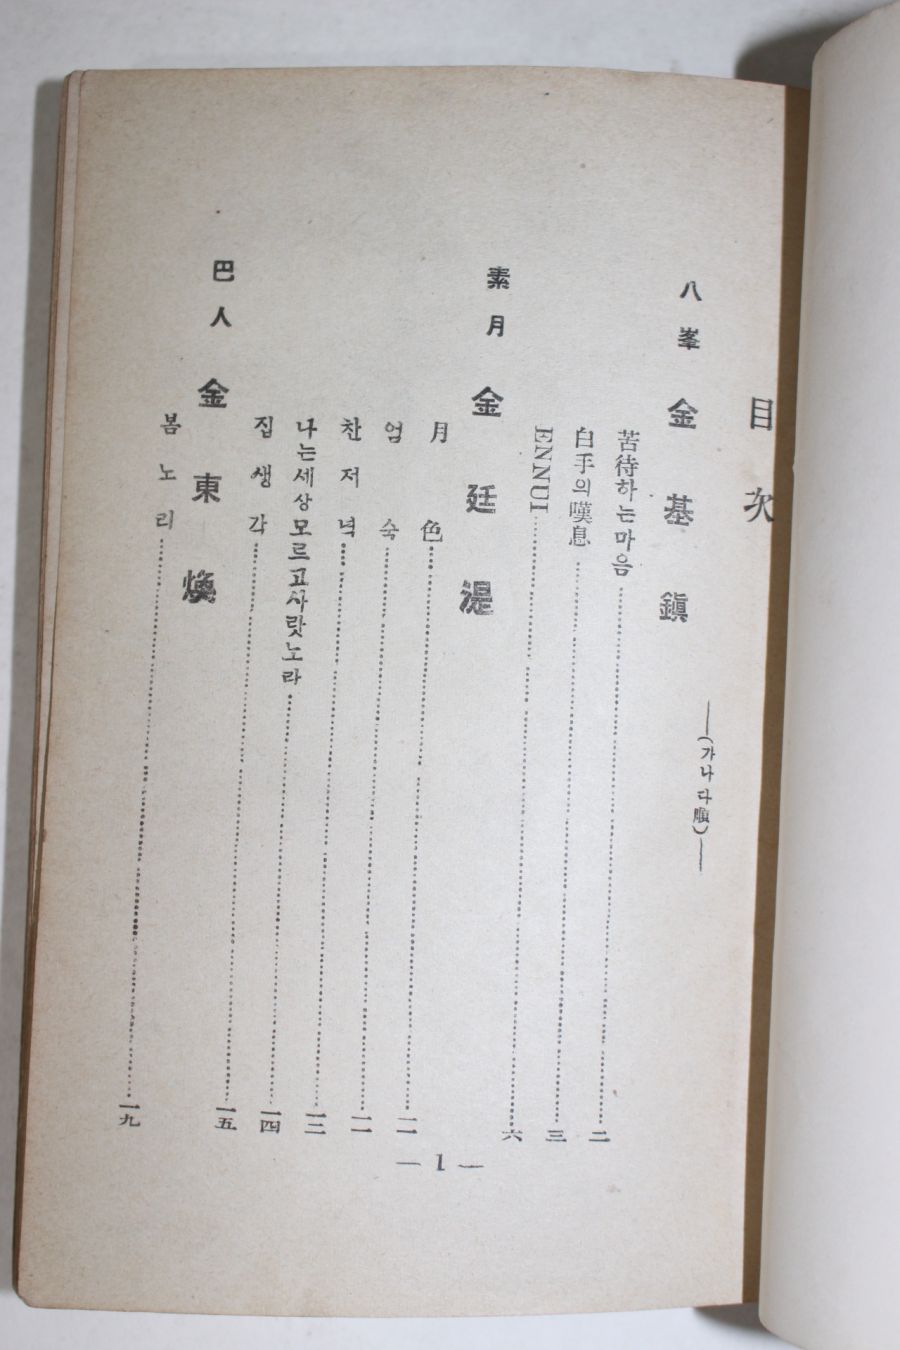 目次
――(가나다順)――
八峯 金基鎭
苦待하는마음 二
白手의嘆息 三
ENNUI 六
素月 金廷湜
月色 一一
엄숙 一一
찬저녁 一二
나는세상모르고사랏노라 一四
집생각 一五
巴人 金東煥
봄노리 一九
— 1 —